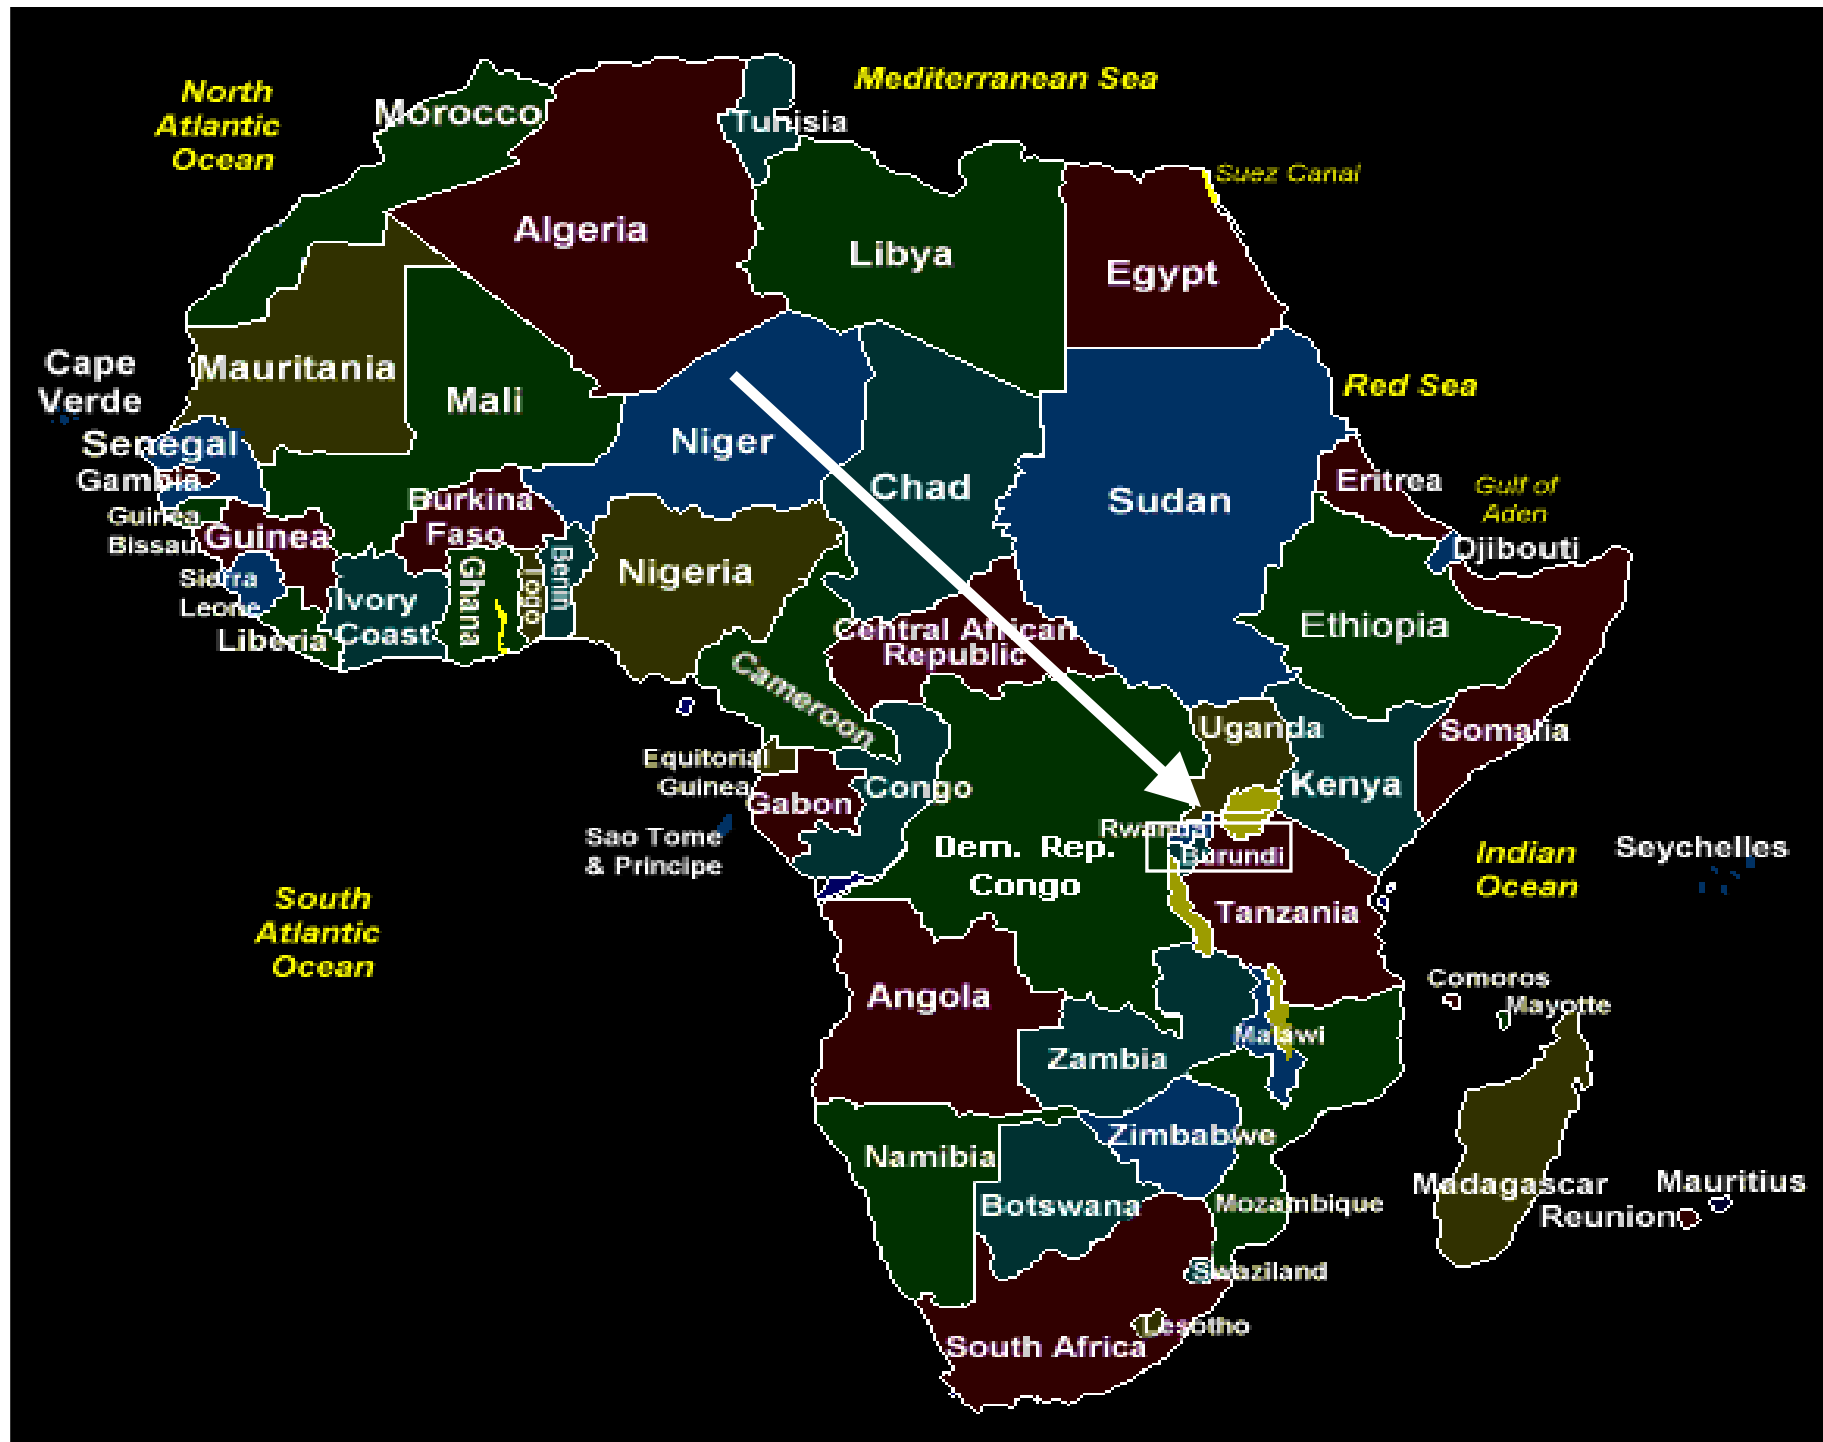 North
Atlantic
Ocean
Mediterranean Sea
Morocco
Tunisia
Suez Canal
Algeria
Libya
Egypt
Cape
Verde
Mauritania
Mali
Niger
Chad
Sudan
Red Sea
Eritrea
Gulf of
Aden
Djibouti
Senegal
Gambia
Guinea
Bissau
Guinea
Burkina
Faso
Sierra
Leone
Liberia
Ivory
Coast
Ghana
Togo
Benin
Nigeria
Central African
Republic
Cameroon
Ethiopia
Somalia
Uganda
Kenya
Equitorial
Guinea
Gabon
Congo
Sao Tome
& Principe
Rwanda
Burundi
Dem. Rep.
Congo
Indian
Ocean
Seychelles
South
Atlantic
Ocean
Tanzania
Angola
Comoros
Mayotte
Malawi
Zambia
Zimbabwe
Namibia
Botswana
Mozambique
Madagascar
Mauritius
Reunion
Swaziland
Lesotho
South Africa